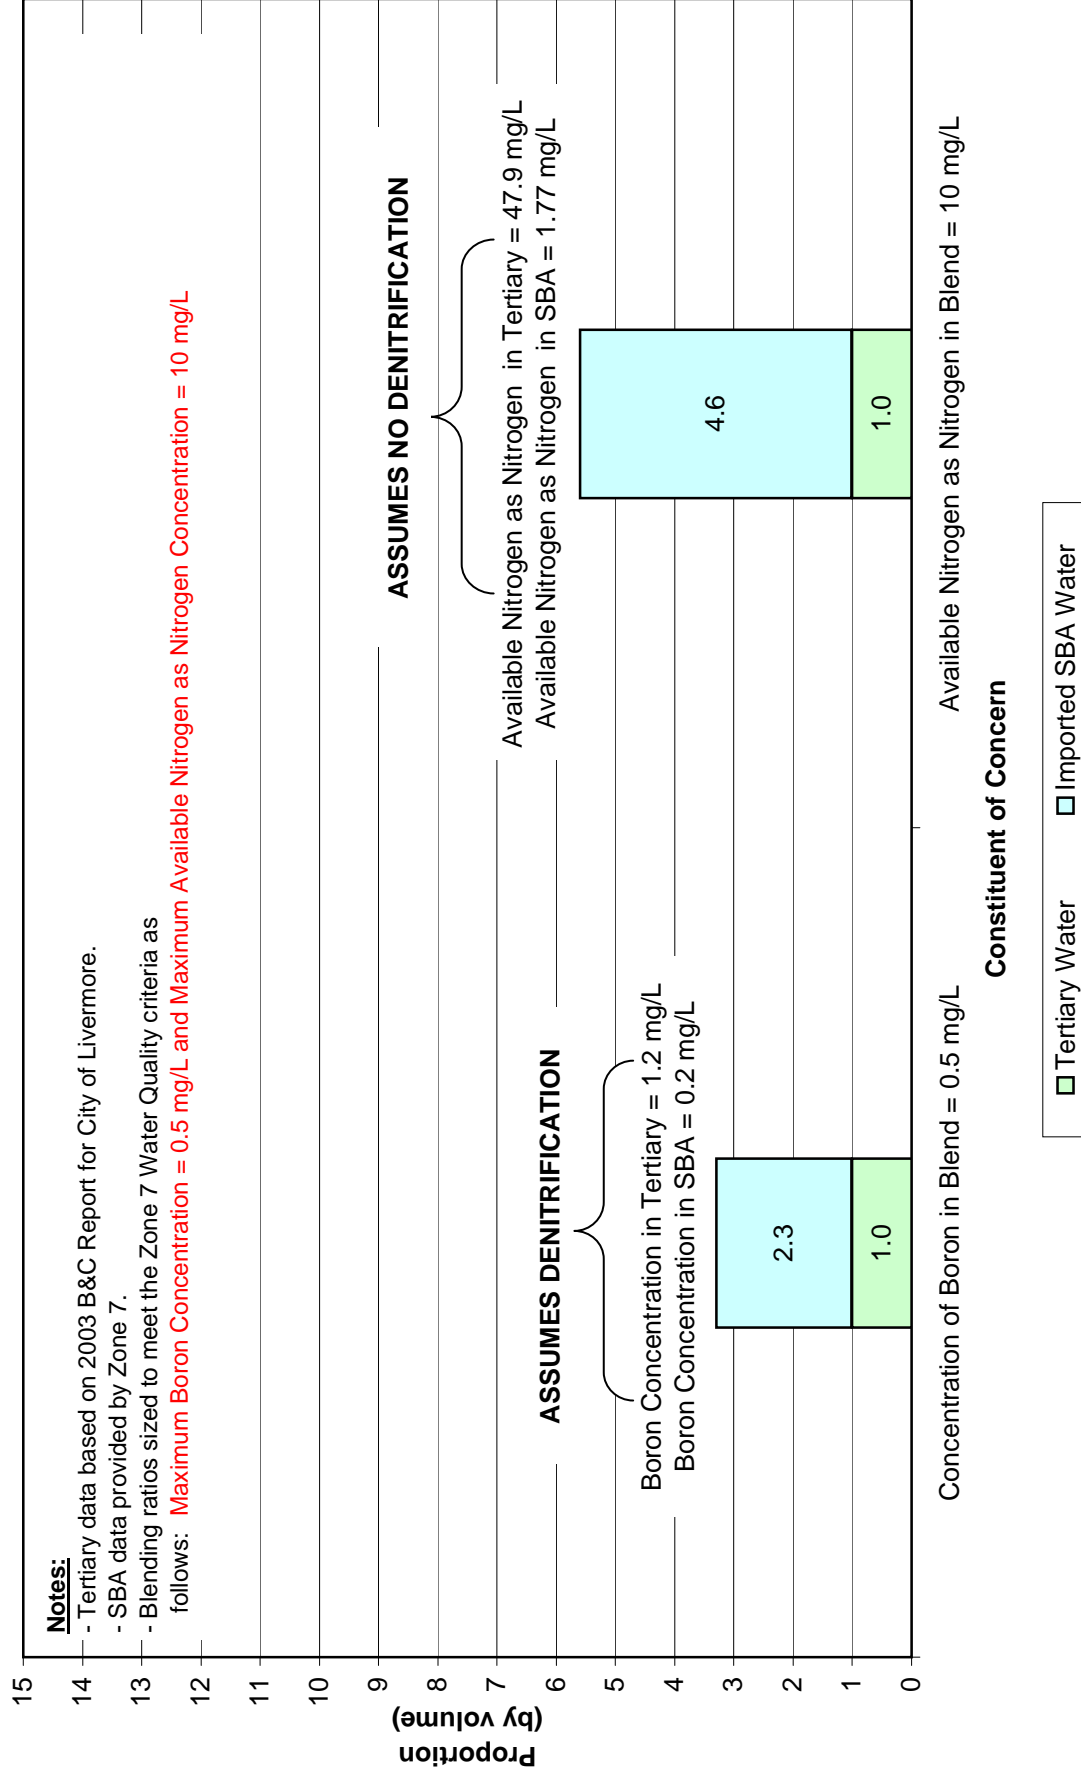 Notes:
- Tertiary data based on 2003 B&C Report for City of Livermore.
- SBA data provided by Zone 7.
- Blending ratios sized to meet the Zone 7 Water Quality criteria as
follows: Maximum Boron Concentration = 0.5 mg/L and Maximum Available Nitrogen as Nitrogen Concentration = 10 mg/L
15
14
13
12
11
10
9
8
7
6
5
4
3
2
1
0
Proportion
(by volume)
ASSUMES DENITRIFICATION
Boron Concentration in Tertiary = 1.2 mg/L
Boron Concentration in SBA = 0.2 mg/L
2.3
1.0
ASSUMES NO DENITRIFICATION
Available Nitrogen as Nitrogen in Tertiary = 47.9 mg/L
Available Nitrogen as Nitrogen in SBA = 1.77 mg/L
4.6
1.0
Concentration of Boron in Blend = 0.5 mg/L
Available Nitrogen as Nitrogen in Blend = 10 mg/L
Constituent of Concern
Tertiary Water
Imported SBA Water